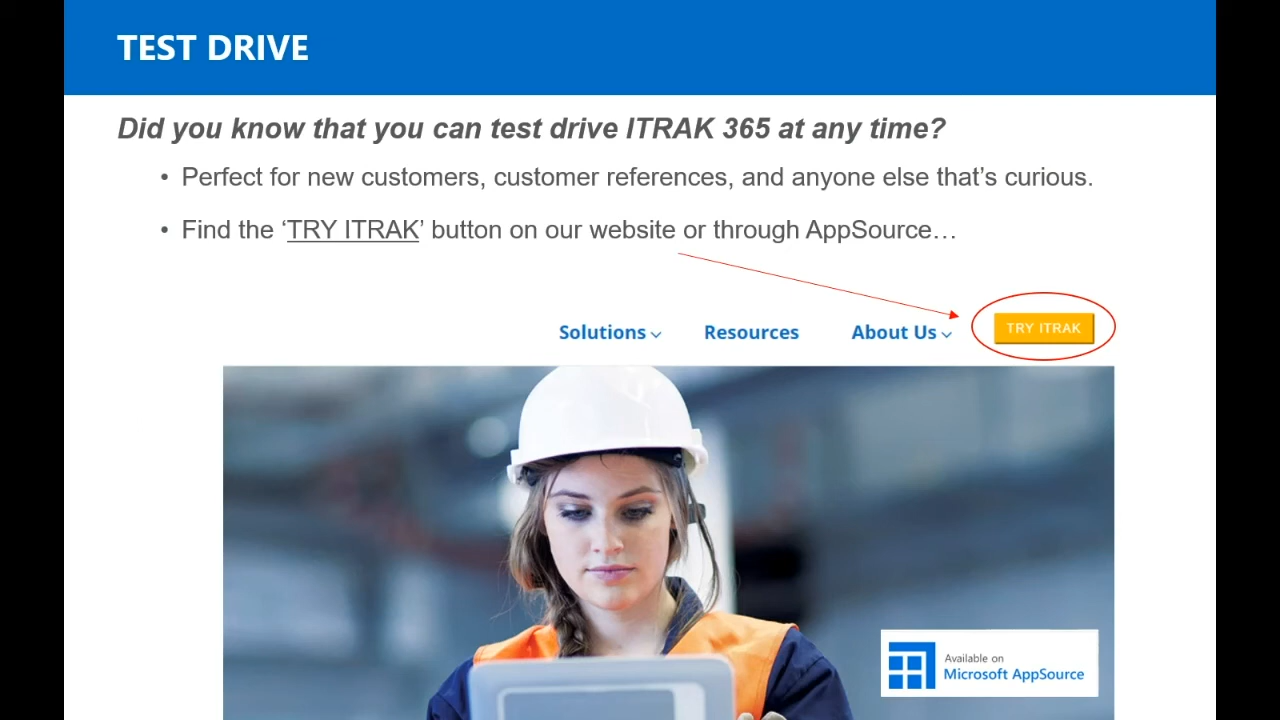 TEST DRIVE
Did you know that you can test drive ITRAK 365 at any time?
• Perfect for new customers, customer references, and anyone else that’s curious.
• Find the ‘TRY ITRAK’ button on our website or through AppSource…
Solutions Resources About Us TRY ITRAK
Available on
Microsoft AppSource